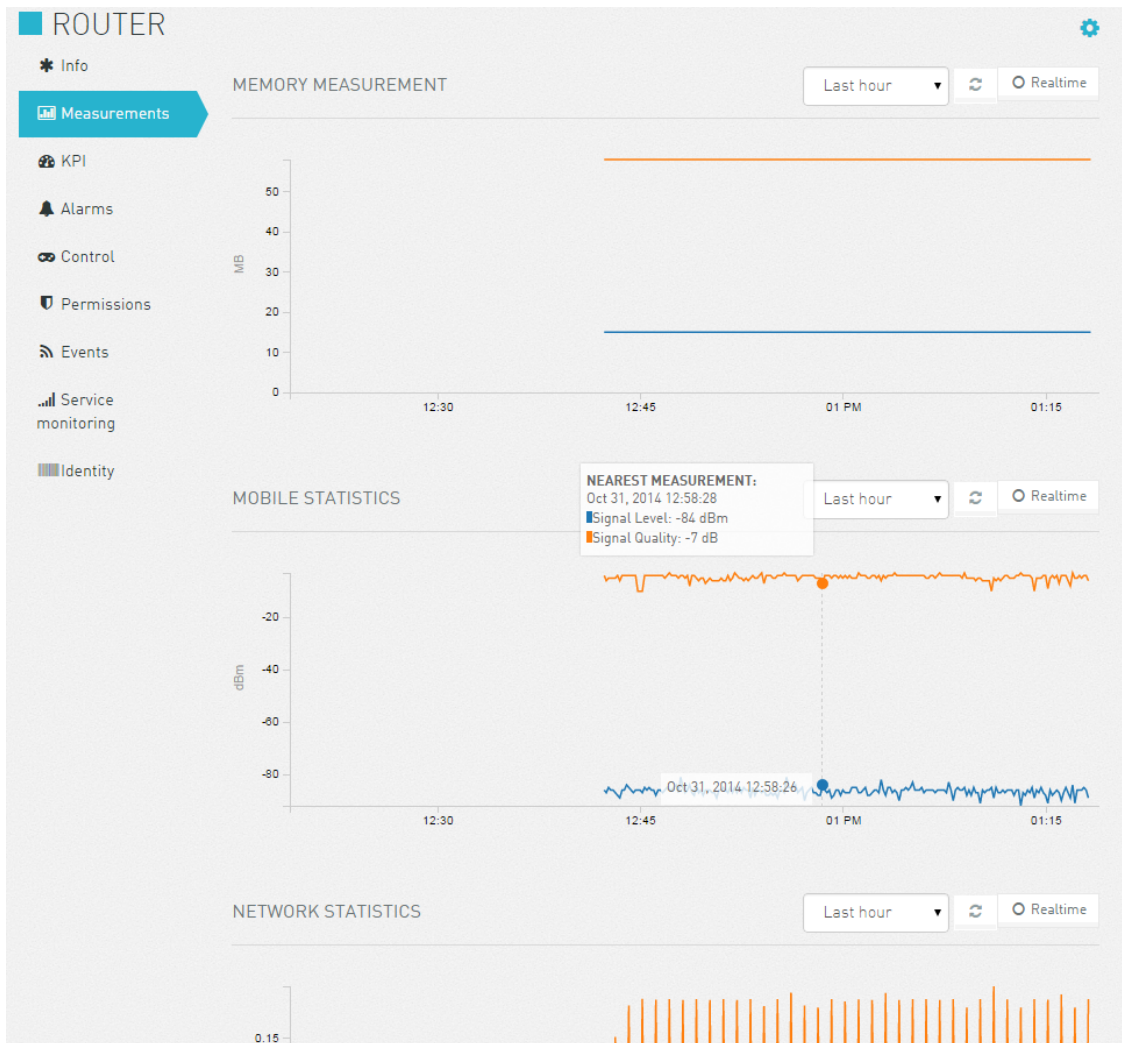 ROUTER
Info
Measurements
KPI
Alarms
Control
Permissions
Events
Service
monitoring
Identity
MEMORY MEASUREMENT
Last hour
Realtime
50
40
30
20
10
0
MB
12:30
12:45
01 PM
01:15
MOBILE STATISTICS
NEAREST MEASUREMENT:
Oct 31, 2014 12:58:28
Signal Level: -84 dBm
Signal Quality: -7 dB
Last hour
Realtime
-20
-40
-60
-80
dBm
Oct 31, 2014 12:58:26
12:30
12:45
01 PM
01:15
NETWORK STATISTICS
Last hour
Realtime
0.15